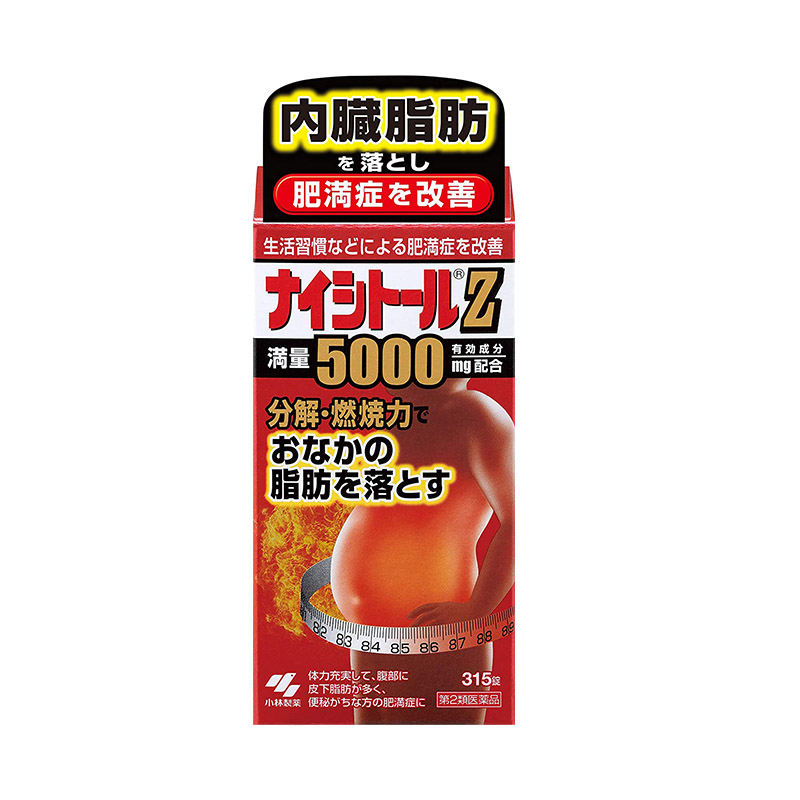 内臓脂肪
を落とし
肥満症を改善
生活習慣などによる肥満症を改善
ナイシトール®Z
満量5000有効成分mg配合
分解・燃焼力で
おなかの
脂肪を落とす
82 83 84 85 86 87 88 89
体力充実して、腹部に
皮下脂肪が多く、
便秘がちな方の肥満症に
315錠
第2類医薬品
小林製薬